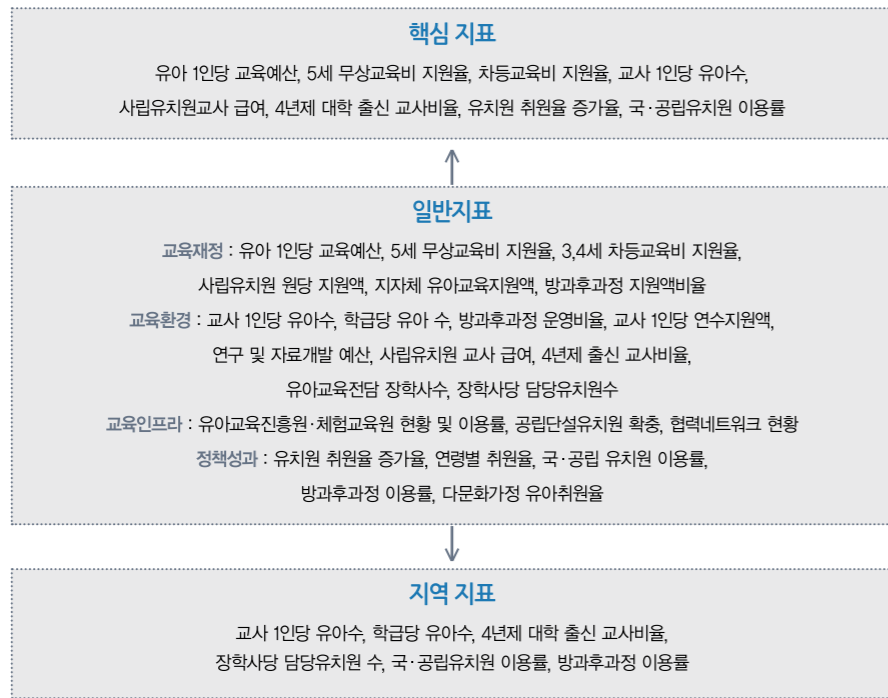 핵심 지표
유아 1인당 교육예산, 5세 무상교육비 지원율, 차등교육비 지원율, 교사 1인당 유아수,
사립유치원교사 급여, 4년제 대학 출신 교사비율, 유치원 취원율 증가율, 국·공립유치원 이용률
일반지표
교육재정 : 유아 1인당 교육예산, 5세 무상교육비 지원율, 3,4세 차등교육비 지원율,
사립유치원 원당 지원액, 지자체 유아교육지원액, 방과후과정 지원액비율
교육환경 : 교사 1인당 유아수, 학급당 유아 수, 방과후과정 운영비율, 교사 1인당 연수지원액,
연구 및 자료개발 예산, 사립유치원 교사 급여, 4년제 출신 교사비율,
유아교육전담 장학사수, 장학사당 담당유치원수
교육인프라 : 유아교육진흥원·체험교육원 현황 및 이용률, 공립단설유치원 확충, 협력네트워크 현황
정책성과 : 유치원 취원율 증가율, 연령별 취원율, 국·공립 유치원 이용률,
방과후과정 이용률, 다문화가정 유아취원율
지역 지표
교사 1인당 유아수, 학급당 유아수, 4년제 대학 출신 교사비율,
장학사당 담당유치원 수, 국·공립유치원 이용률, 방과후과정 이용률